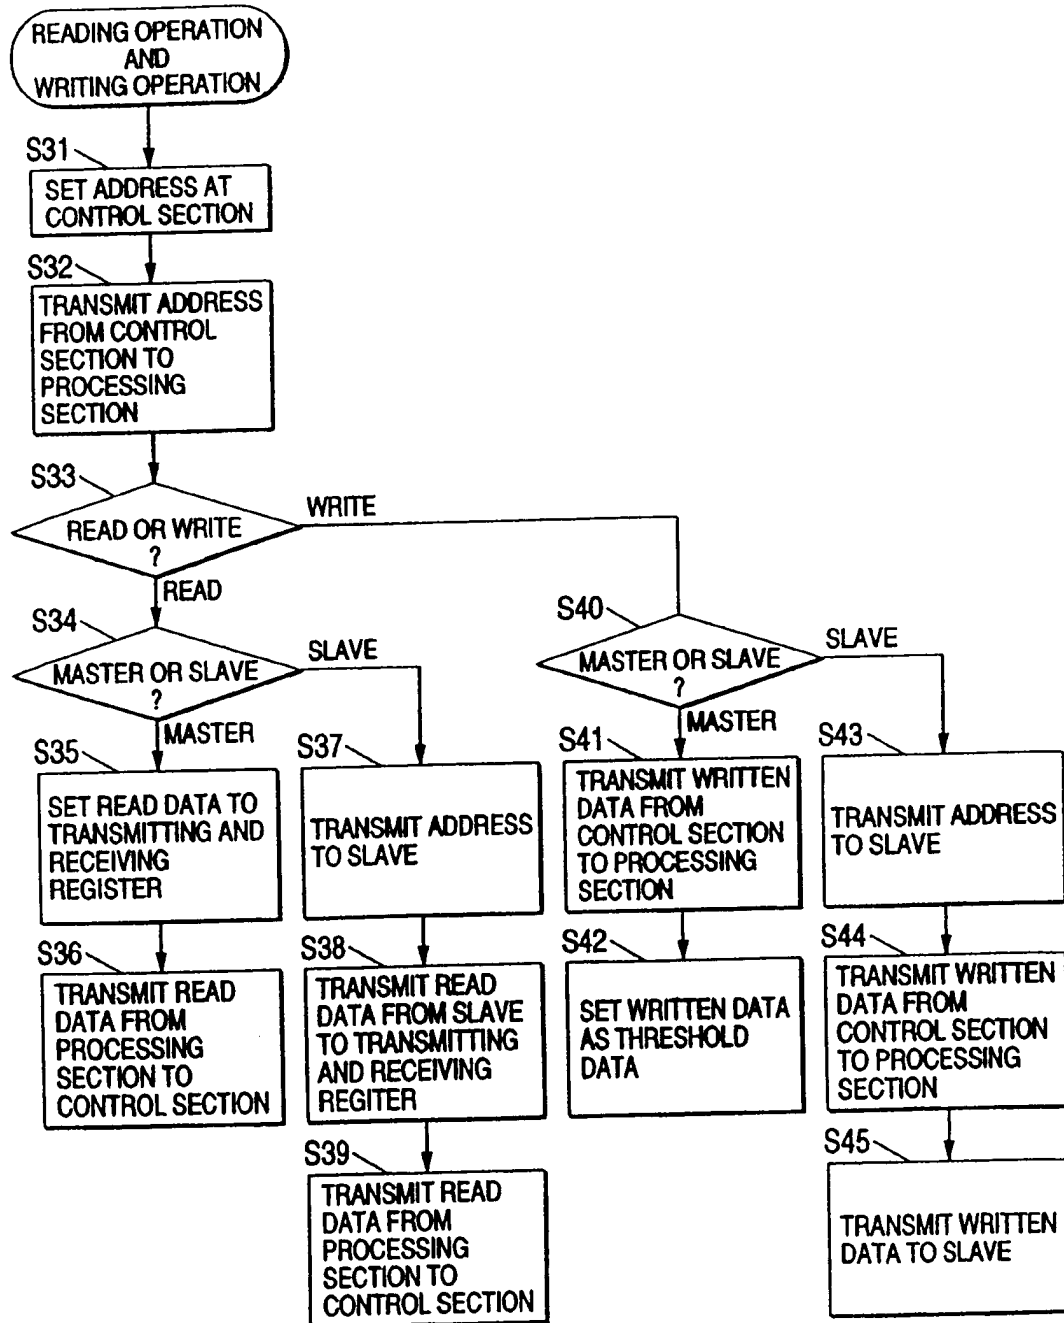 READING OPERATION
AND
WRITING OPERATION
S31
SET ADDRESS AT
CONTROL SECTION
S32
TRANSMIT ADDRESS
FROM CONTROL
SECTION TO
PROCESSING
SECTION
S33
READ OR WRITE
?
WRITE
READ
S34
MASTER OR SLAVE
?
SLAVE
MASTER
S35
SET READ DATA TO
TRANSMITTING AND
RECEIVING
REGISTER
S36
TRANSMIT READ
DATA FROM
PROCESSING
SECTION TO
CONTROL SECTION
S37
TRANSMIT ADDRESS
TO SLAVE
S38
TRANSMIT READ
DATA FROM SLAVE
TO TRANSMITTING
AND RECEIVING
REGITER
S39
TRANSMIT READ
DATA FROM
PROCESSING
SECTION TO
CONTROL SECTION
S40
MASTER OR SLAVE
?
SLAVE
MASTER
S41
TRANSMIT WRITTEN
DATA FROM
CONTROL SECTION
TO PROCESSING
SECTION
S42
SET WRITTEN DATA
AS THRESHOLD
DATA
S43
TRANSMIT ADDRESS
TO SLAVE
S44
TRANSMIT WRITTEN
DATA FROM
CONTROL SECTION
TO PROCESSING
SECTION
S45
TRANSMIT WRITTEN
DATA TO SLAVE